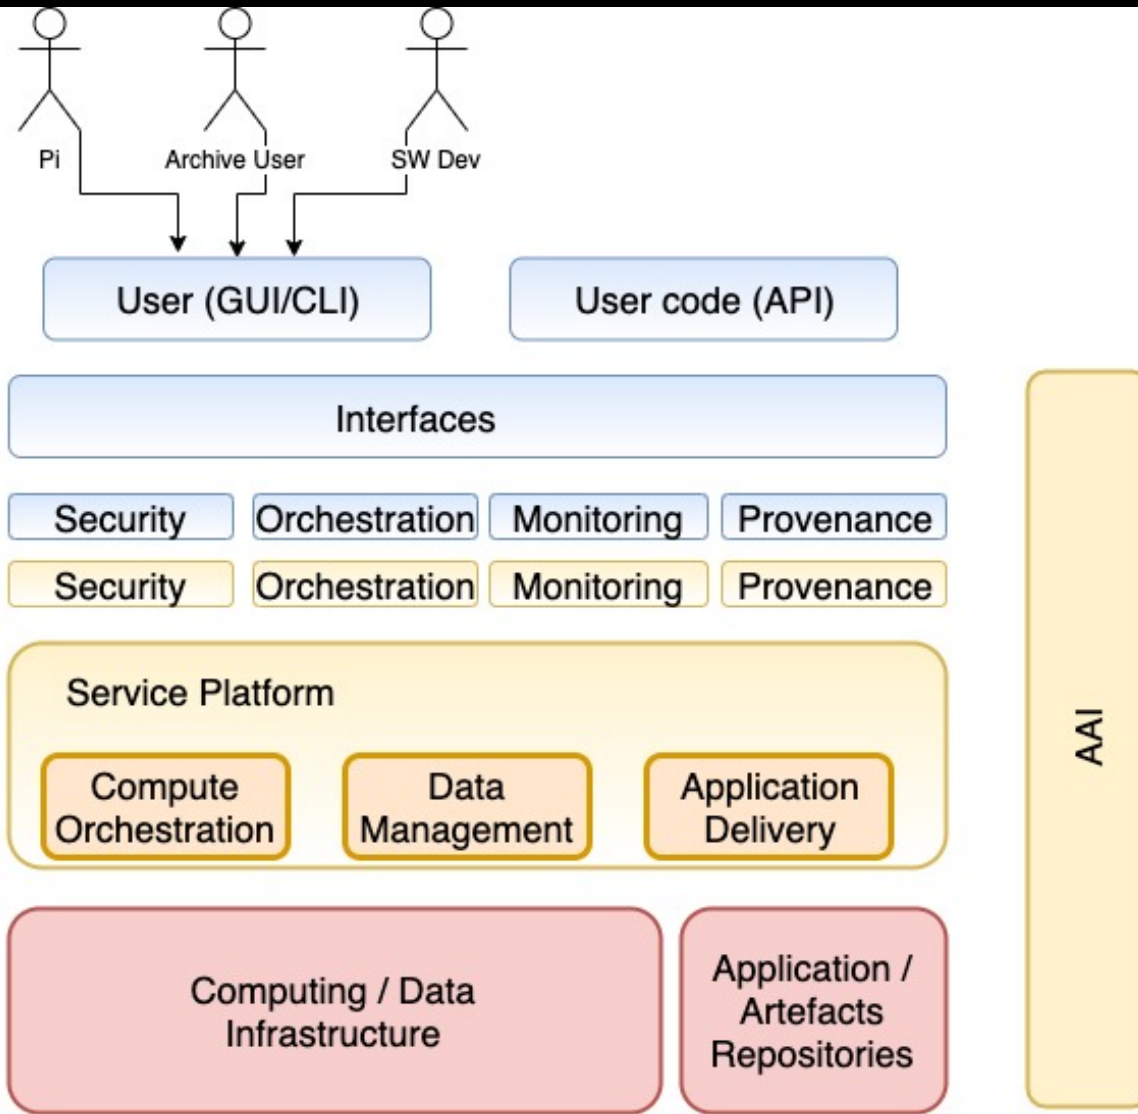 Pi
Archive User
SW Dev
User (GUI/CLI)
User code (API)
Interfaces
Security
Orchestration
Monitoring
Provenance
Security
Orchestration
Monitoring
Provenance
Service Platform
Compute
Orchestration
Data
Management
Application
Delivery
AAI
Computing / Data
Infrastructure
Application /
Artefacts
Repositories